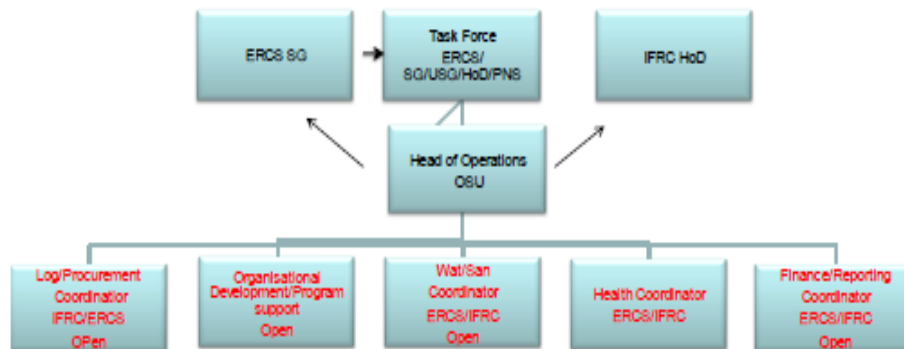 ERCS SG
Task Force
ERCS/
SG/USG/HoD/PNS
IFRC HoD
Head of Operations
OSU
Log/Procurement
Coordinatior
IFRC/ERCS
OPen
Organisational
Development/Program
support
Open
Wat/San
Coordinator
ERCS/IFRC
Open
Health Coordinator
ERCS/IFRC
Finance/Reporting
Coordinator
ERCS/IFRC
Open